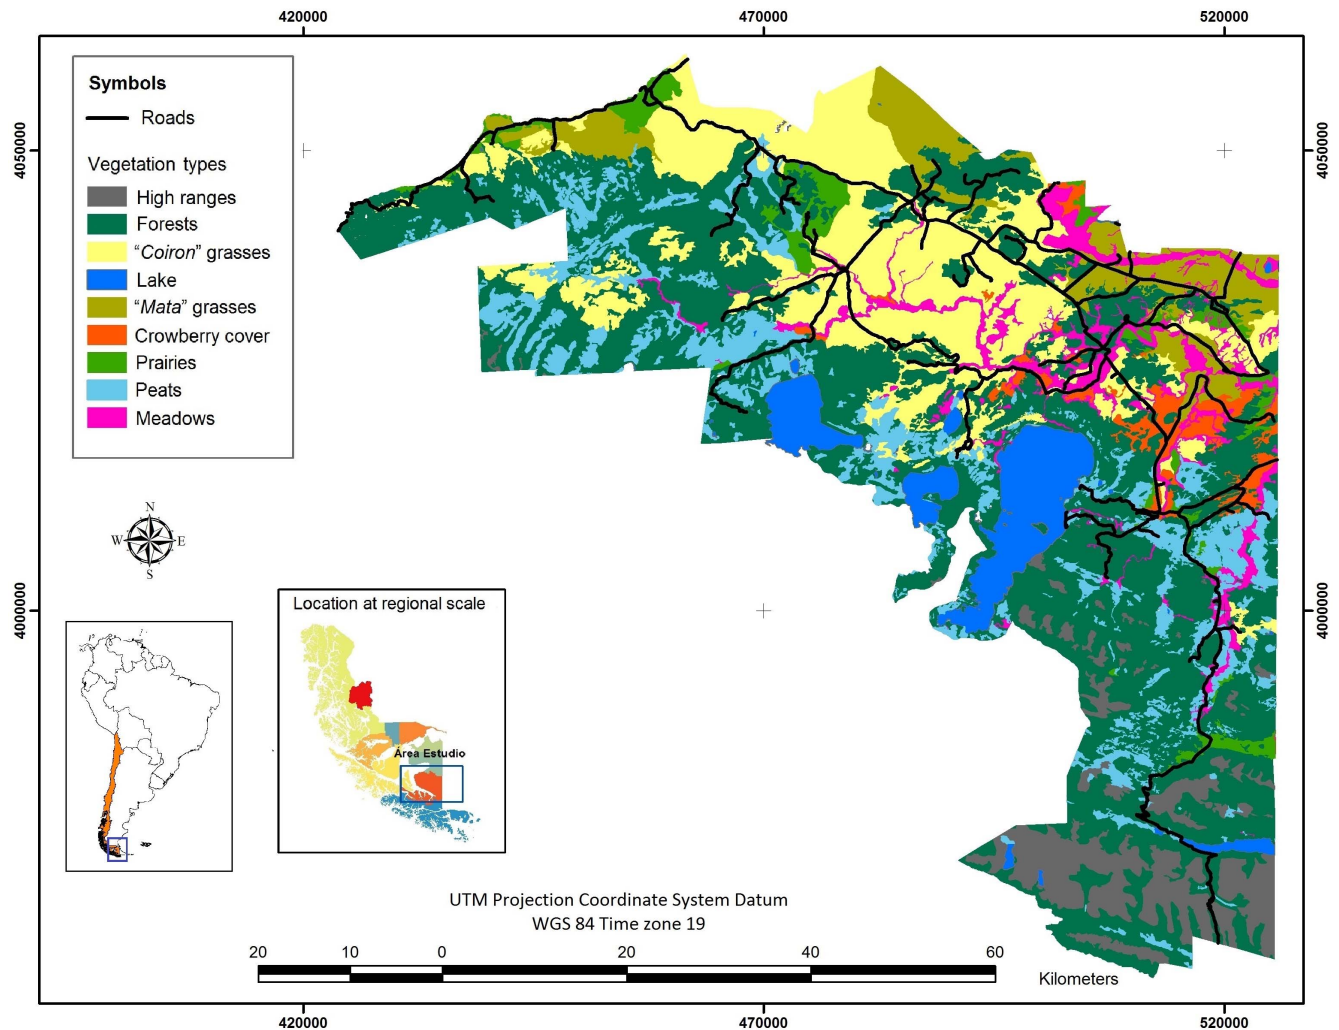 420000
470000
520000
4050000
4050000
Symbols
Roads
Vegetation types
High ranges
Forests
“Coiron” grasses
Lake
“Mata” grasses
Crowberry cover
Prairies
Peats
Meadows
N
W
E
S
4000000
4000000
Location at regional scale
Área Estudio
UTM Projection Coordinate System Datum
WGS 84 Time zone 19
20
10
0
20
40
60
Kilometers
420000
470000
520000